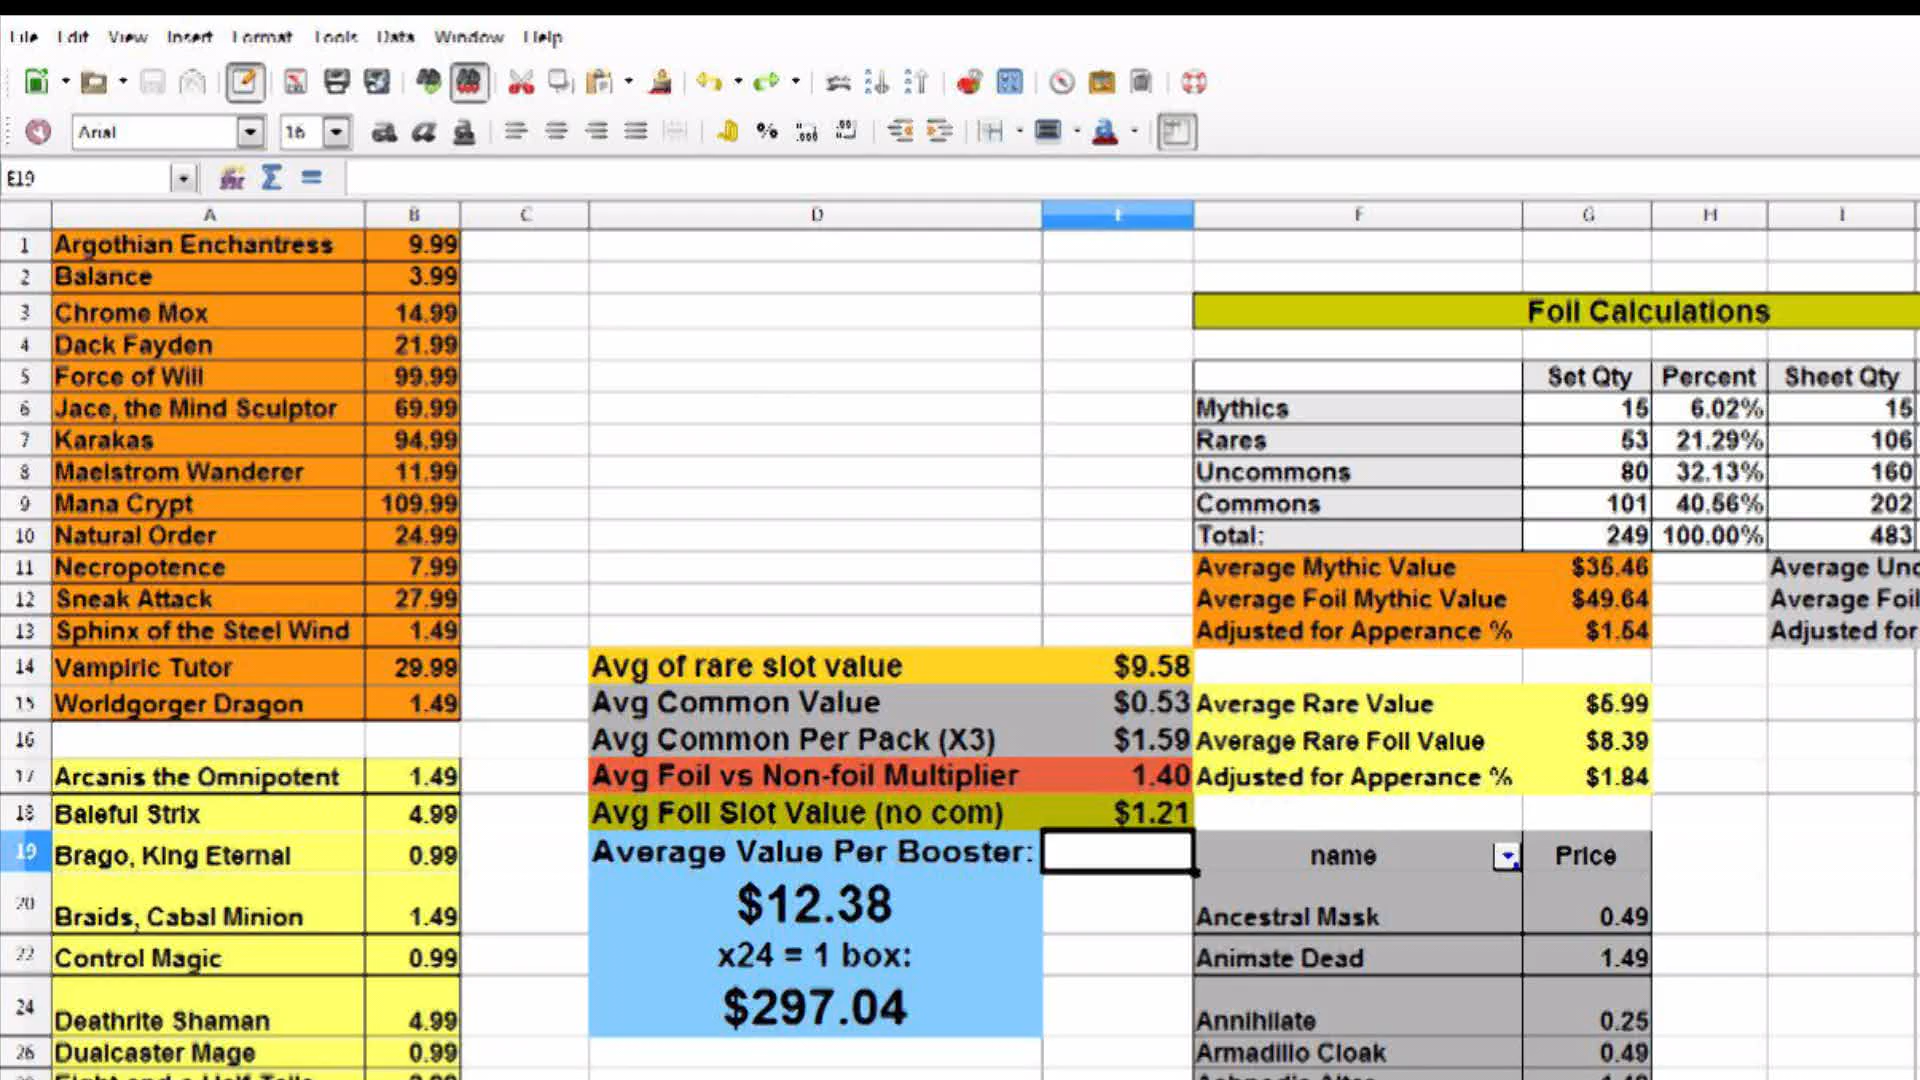 File Edit View Insert Format Tools Data Window Help
Arial 16
E19
A B C D E F G H I
1 Argothian Enchantress 9.99
2 Balance 3.99
3 Chrome Mox 14.99 Foil Calculations
4 Dack Fayden 21.99
5 Force of Will 99.99 Set Qty Percent Sheet Qty
6 Jace, the Mind Sculptor 69.99 Mythics 15 6.02% 15
7 Karakas 94.99 Rares 53 21.29% 106
8 Maelstrom Wanderer 11.99 Uncommons 80 32.13% 160
9 Mana Crypt 109.99 Commons 101 40.56% 202
10 Natural Order 24.99 Total: 249 100.00% 483
11 Necropotence 7.99 Average Mythic Value $35.46 Average Unc
12 Sneak Attack 27.99 Average Foil Mythic Value $49.64 Average Foil
13 Sphinx of the Steel Wind 1.49 Adjusted for Apperance % $1.54 Adjusted for
14 Vampiric Tutor 29.99 Avg of rare slot value $9.58
15 Worldgorger Dragon 1.49 Avg Common Value $0.53 Average Rare Value $5.99
16 Avg Common Per Pack (X3) $1.59 Average Rare Foil Value $8.39
17 Arcanis the Omnipotent 1.49 Avg Foil vs Non-foil Multiplier 1.40 Adjusted for Apperance % $1.84
18 Baleful Strix 4.99 Avg Foil Slot Value (no com) $1.21
19 Brago, King Eternal 0.99 Average Value Per Booster: name Price
20 Braids, Cabal Minion 1.49 $12.38 Ancestral Mask 0.49
22 Control Magic 0.99 x24 = 1 box: Animate Dead 1.49
24 Deathrite Shaman 4.99 $297.04 Annihilate 0.25
26 Dualcaster Mage 0.99 Armadillo Cloak 0.49